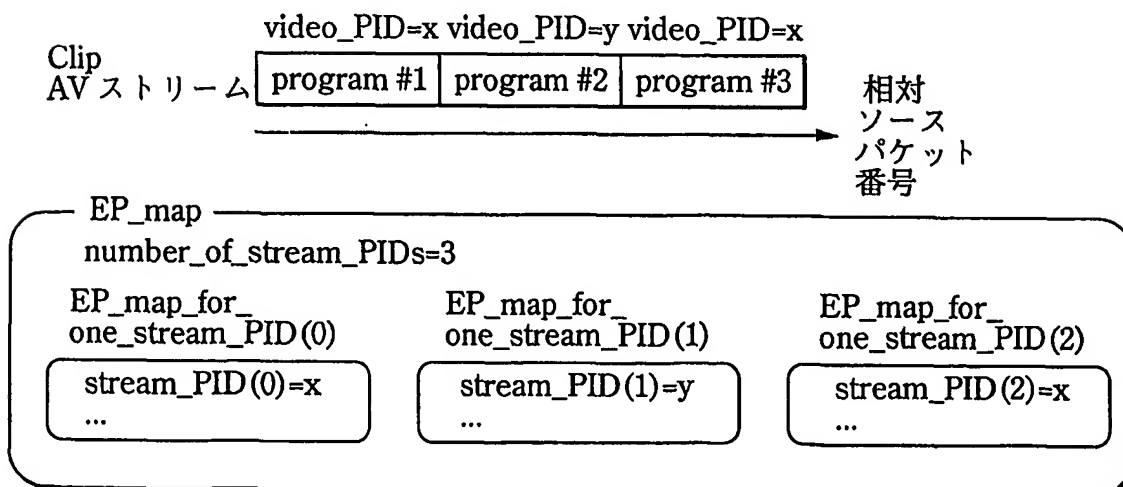 video_PID=x video_PID=y video_PID=x
Clip
AVストリーム
program #1 program #2 program #3
相対
ソース
パケット
番号
EP_map
number_of_stream_PIDs=3
EP_map_for_
one_stream_PID(0)
stream_PID(0)=x
...
EP_map_for_
one_stream_PID(1)
stream_PID(1)=y
...
EP_map_for_
one_stream_PID(2)
stream_PID(2)=x
...